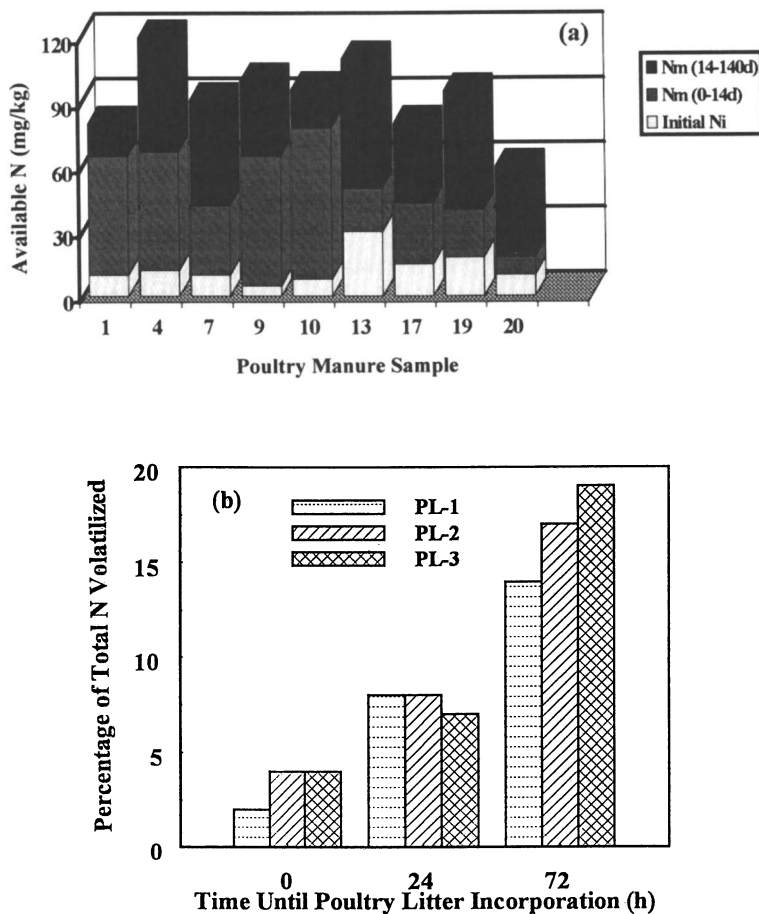 (a)
120
90
60
30
0
Available N (mg/kg)
1 4 7 9 10 13 17 19 20
Poultry Manure Sample
Nm (14-140d)
Nm (0-14d)
Initial Ni
(b)
20
15
10
5
0
Percentage of Total N Volatilized
PL-1
PL-2
PL-3
0 24 72
Time Until Poultry Litter Incorporation (h)